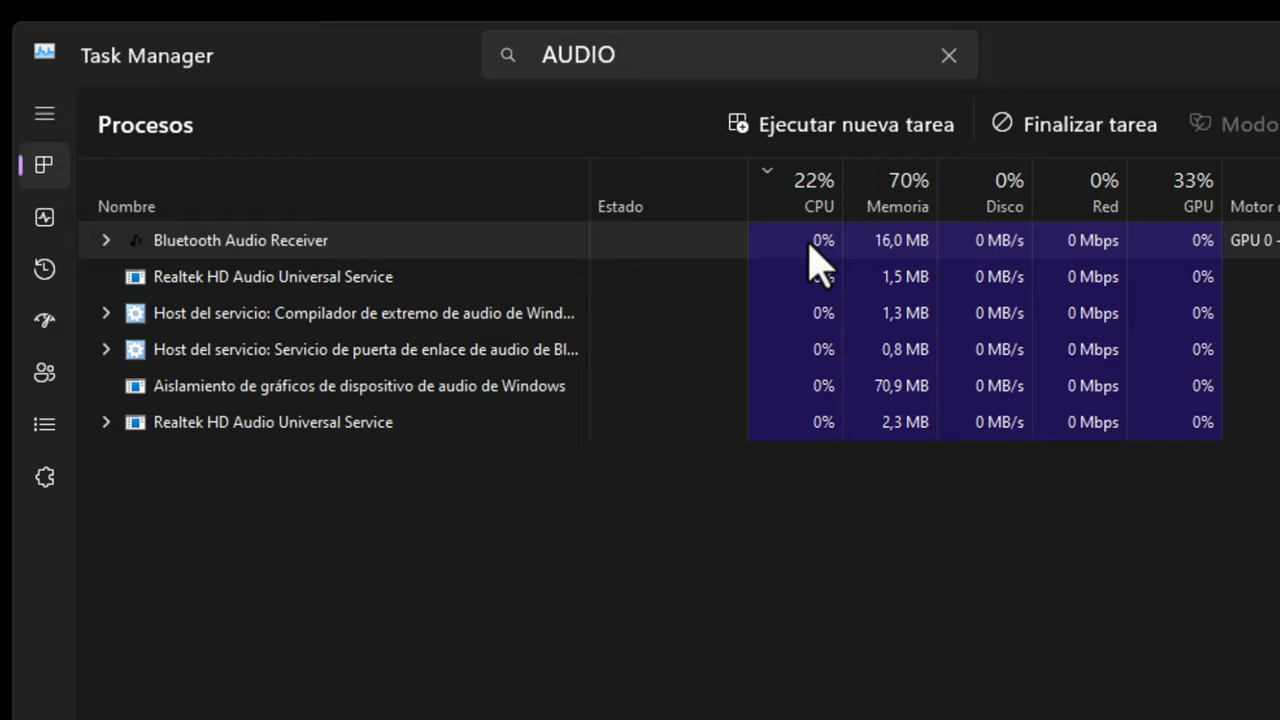 Task Manager
AUDIO
Procesos
Ejecutar nueva tarea
Finalizar tarea
Modo
22% 70% 0% 0% 33%
Nombre Estado CPU Memoria Disco Red GPU Motor
Bluetooth Audio Receiver 0% 16,0 MB 0 MB/s 0 Mbps 0% GPU 0 -
Realtek HD Audio Universal Service 1,5 MB 0 MB/s 0 Mbps 0%
Host del servicio: Compilador de extremo de audio de Wind... 0% 1,3 MB 0 MB/s 0 Mbps 0%
Host del servicio: Servicio de puerta de enlace de audio de Bl... 0% 0,8 MB 0 MB/s 0 Mbps 0%
Aislamiento de gráficos de dispositivo de audio de Windows 0% 70,9 MB 0 MB/s 0 Mbps 0%
Realtek HD Audio Universal Service 0% 2,3 MB 0 MB/s 0 Mbps 0%